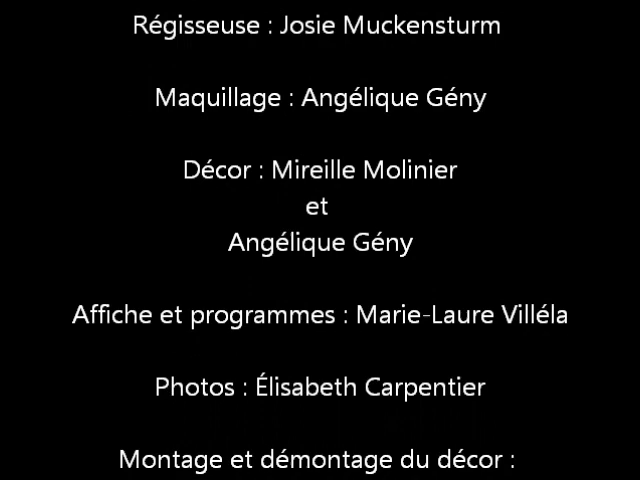 Régisseuse : Josie Muckensturm
Maquillage : Angélique Gény
Décor : Mireille Molinier
et
Angélique Gény
Affiche et programmes : Marie-Laure Villéla
Photos : Élisabeth Carpentier
Montage et démontage du décor :